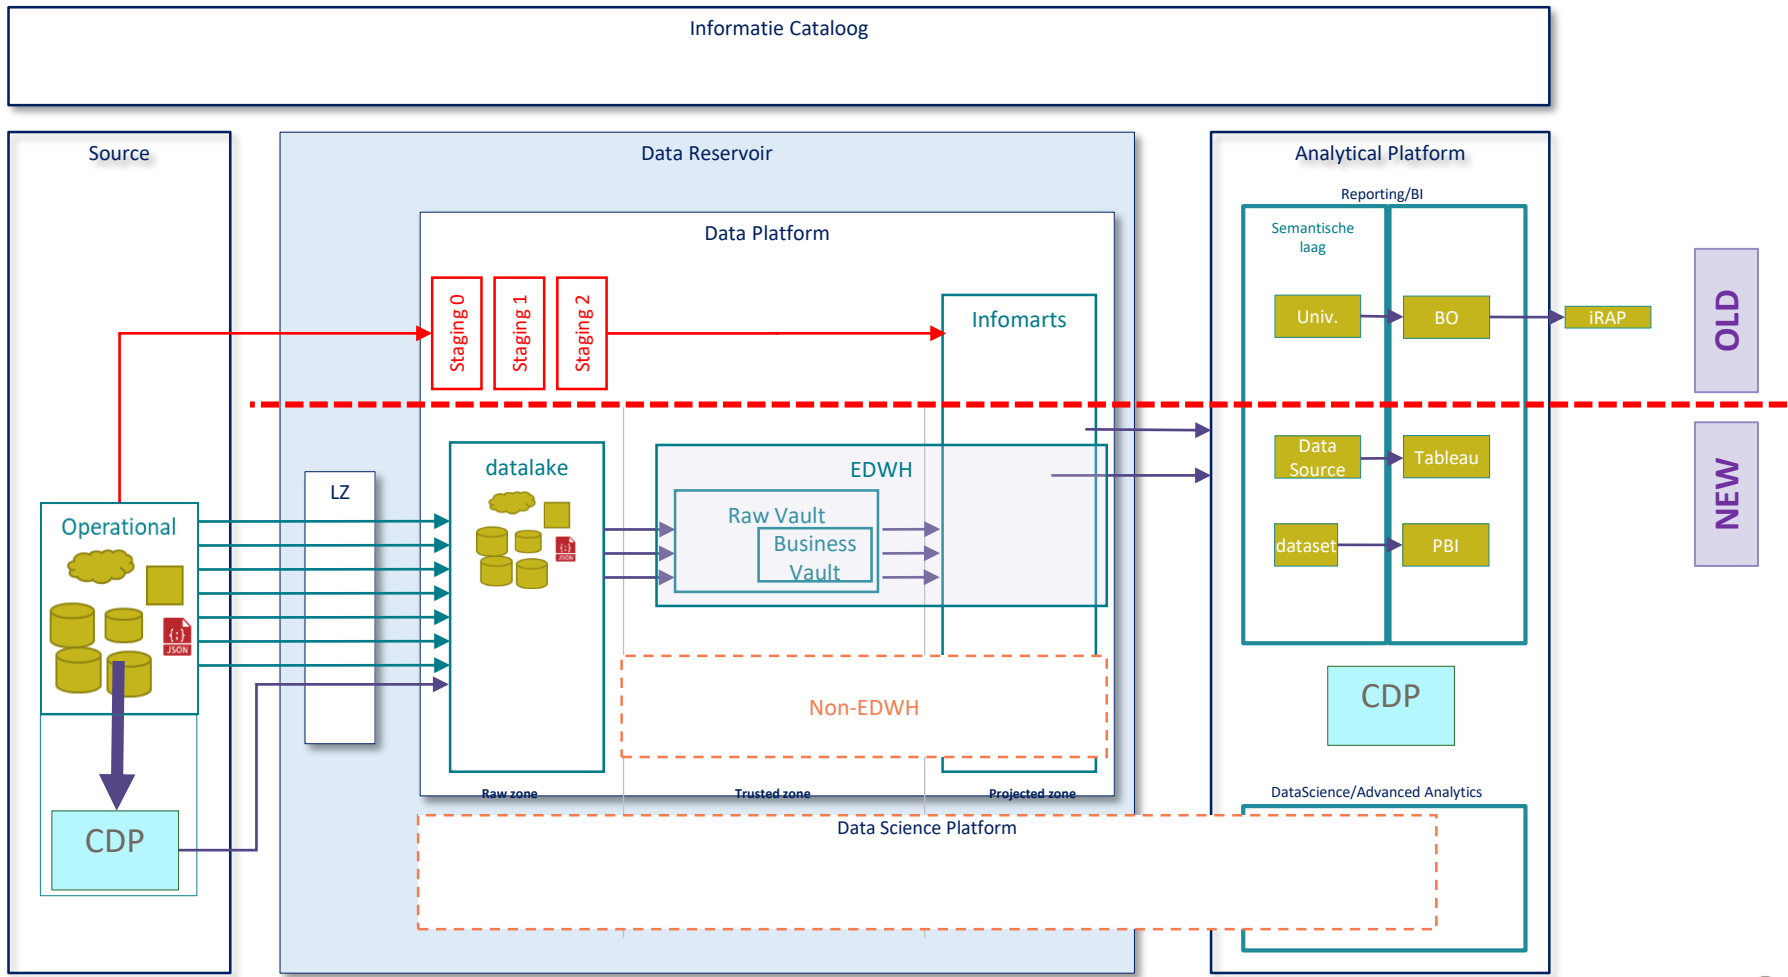 Informatie Cataloog
Source
Data Reservoir
Analytical Platform
Reporting/BI
Data Platform
Semantische
laag
Staging 0
Staging 1
Staging 2
Infomarts
Univ.
BO
iRAP
OLD
datalake
EDWH
Data
Source
Tableau
NEW
LZ
Operational
Raw Vault
Business
Vault
{;}
JSON
{;}
JSON
dataset
PBI
Non-EDWH
CDP
Raw zone
Trusted zone
Projected zone
DataScience/Advanced Analytics
CDP
Data Science Platform